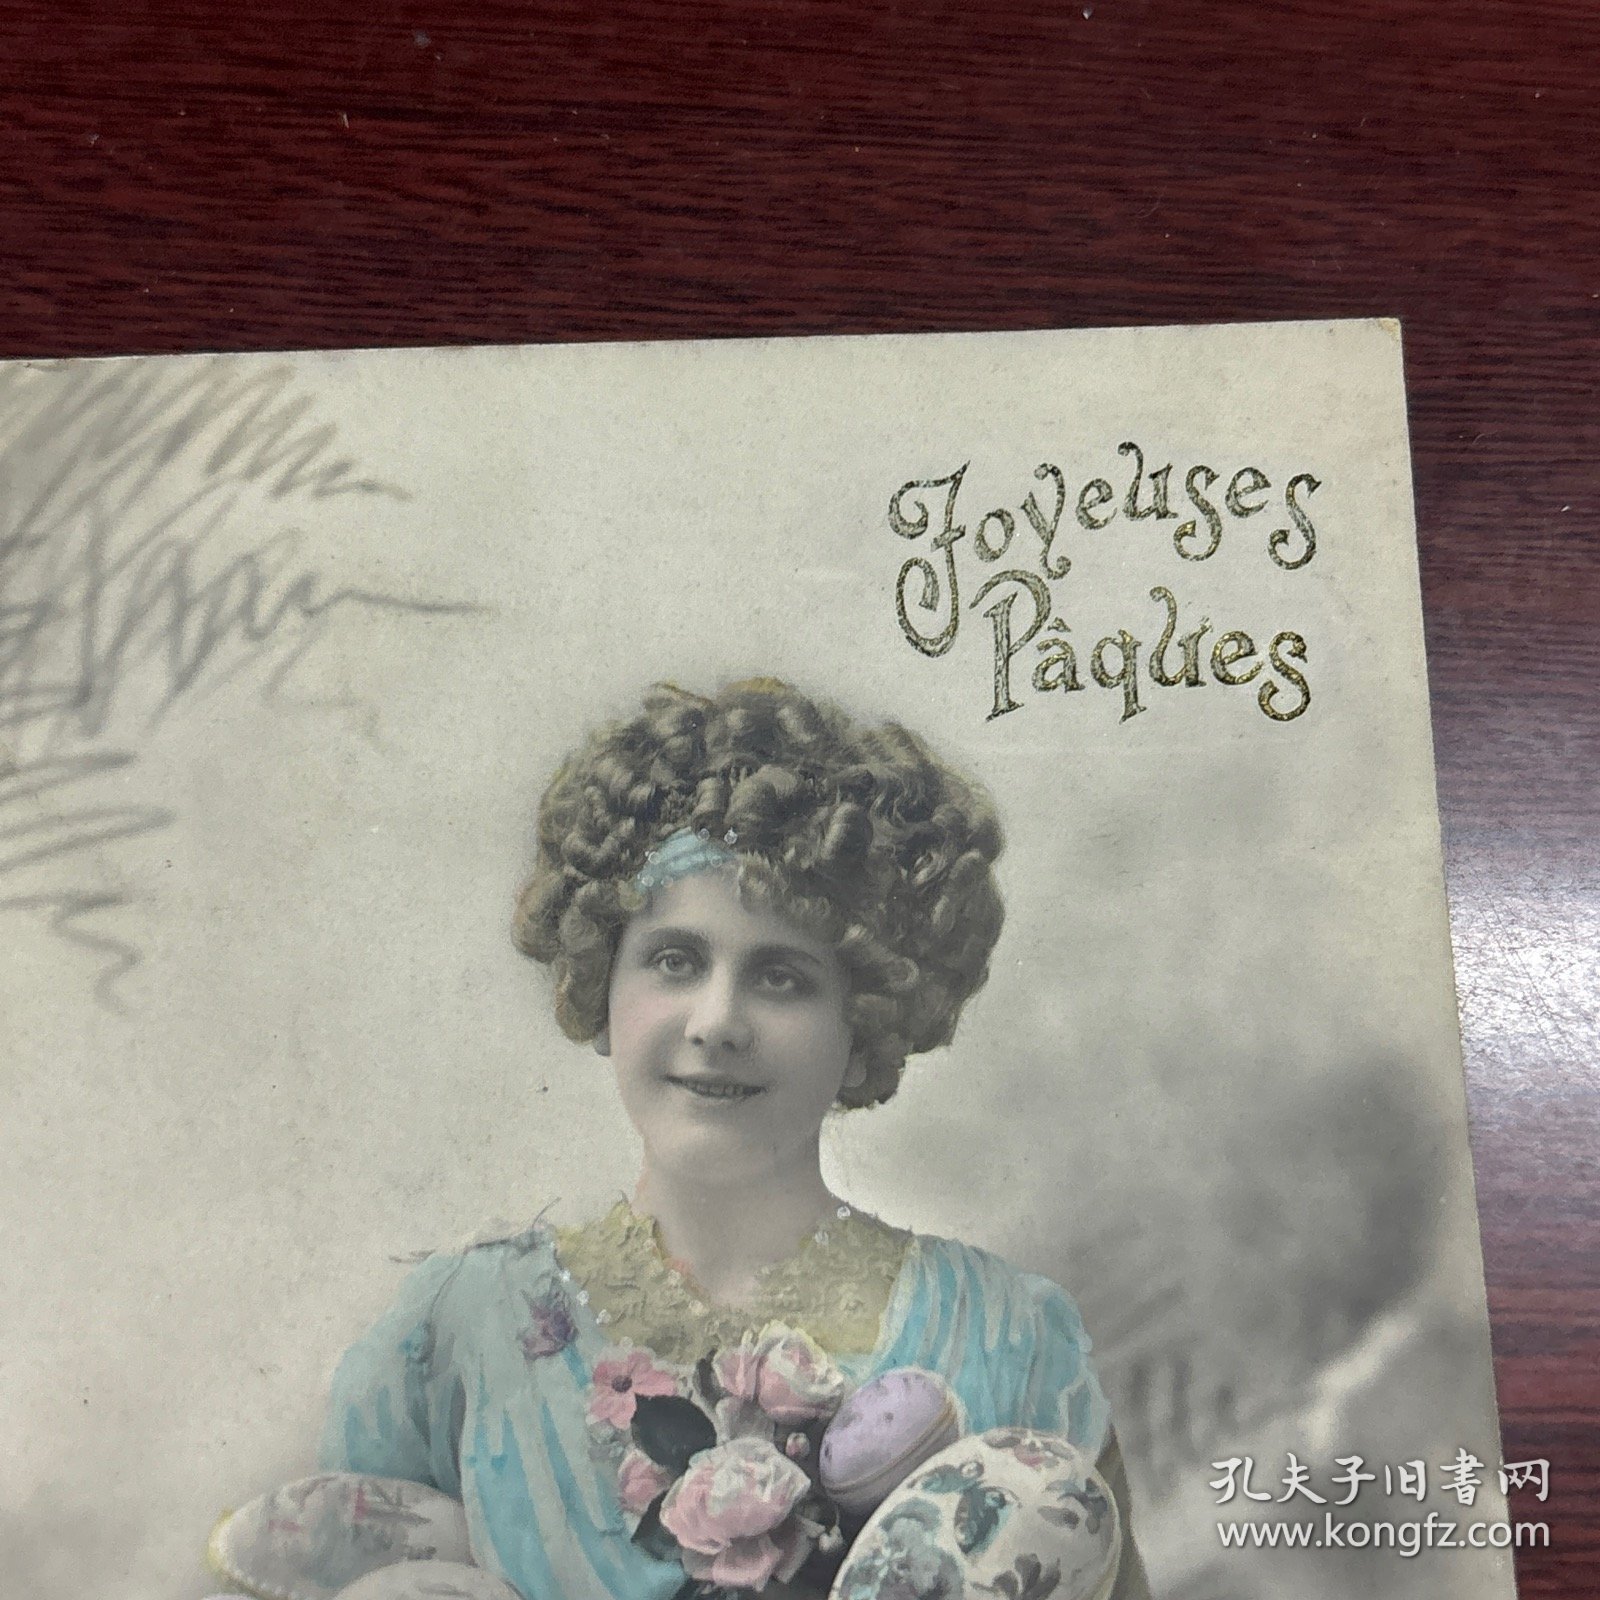 Joyeuses
Pâques
孔夫子旧书网
www.kongfz.com